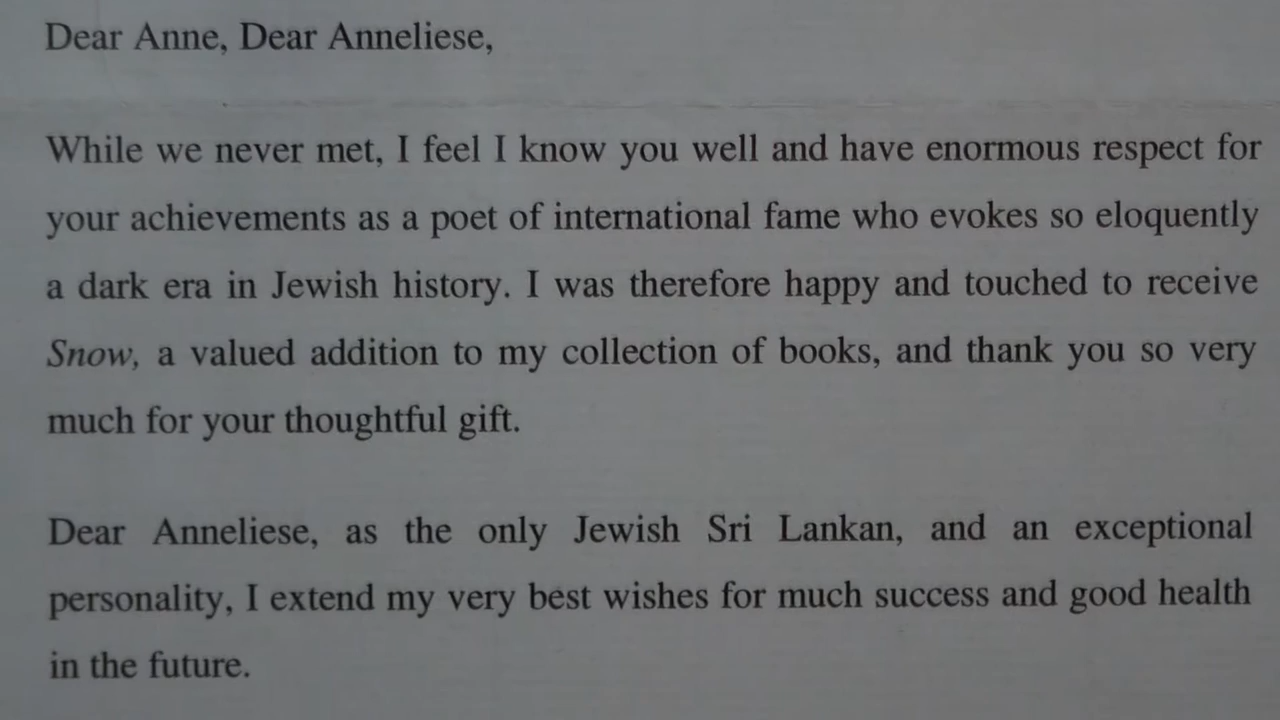 Dear Anne, Dear Anneliese,
While we never met, I feel I know you well and have enormous respect for
your achievements as a poet of international fame who evokes so eloquently
a dark era in Jewish history. I was therefore happy and touched to receive
Snow, a valued addition to my collection of books, and thank you so very
much for your thoughtful gift.
Dear Anneliese, as the only Jewish Sri Lankan, and an exceptional
personality, I extend my very best wishes for much success and good health
in the future.